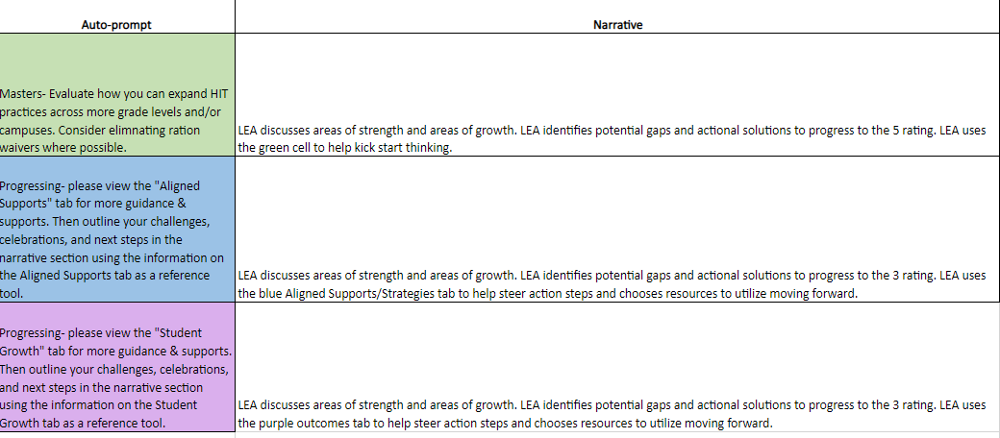 Auto-prompt
Narrative
Masters- Evaluate how you can expand HIT
practices across more grade levels and/or
campuses. Consider elimnating ration
waivers where possible.
LEA discusses areas of strength and areas of growth. LEA identifies potential gaps and actional solutions to progress to the 5 rating. LEA uses
the green cell to help kick start thinking.
Progressing- please view the "Aligned
Supports" tab for more guidance &
supports. Then outline your challenges,
celebrations, and next steps in the
narrative section using the information on
the Aligned Supports tab as a reference
tool.
LEA discusses areas of strength and areas of growth. LEA identifies potential gaps and actional solutions to progress to the 3 rating. LEA uses
the blue Aligned Supports/Strategies tab to help steer action steps and chooses resources to utilize moving forward.
Progressing- please view the "Student
Growth" tab for more guidance & supports.
Then outline your challenges, celebrations,
and next steps in the narrative section
using the information on the Student
Growth tab as a reference tool.
LEA discusses areas of strength and areas of growth. LEA identifies potential gaps and actional solutions to progress to the 3 rating. LEA uses
the purple outcomes tab to help steer action steps and chooses resources to utilize moving forward.